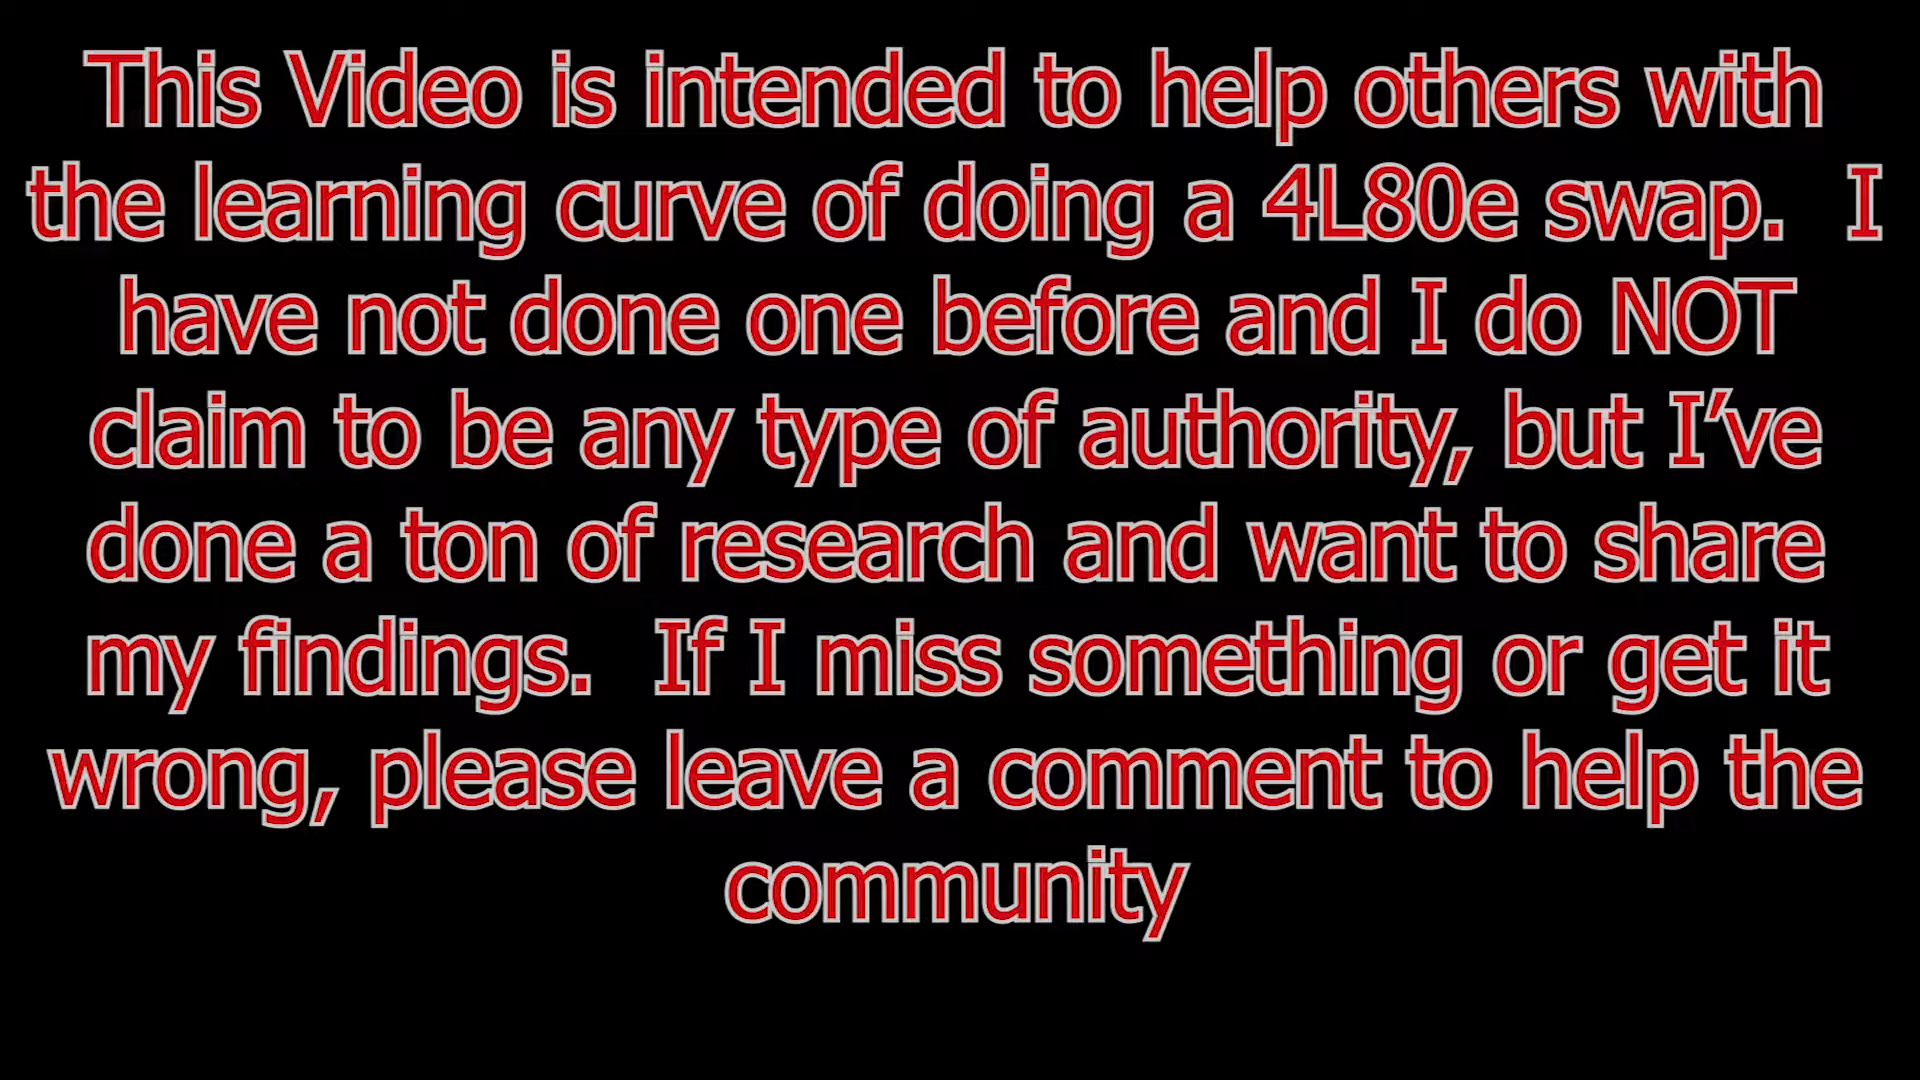 This Video is intended to help others with
the learning curve of doing a 4L80e swap.  I
have not done one before and I do NOT
claim to be any type of authority, but I’ve
done a ton of research and want to share
my findings.  If I miss something or get it
wrong, please leave a comment to help the
community